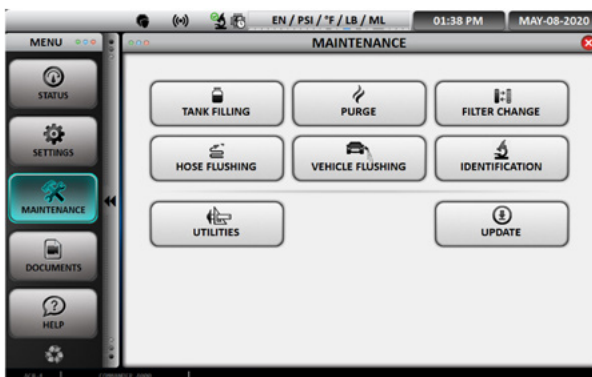 EN / PSI / °F / LB / ML
01:38 PM
MAY-08-2020
MENU
MAINTENANCE
STATUS
TANK FILLING
PURGE
FILTER CHANGE
SETTINGS
HOSE FLUSHING
VEHICLE FLUSHING
IDENTIFICATION
MAINTENANCE
UTILITIES
UPDATE
DOCUMENTS
HELP